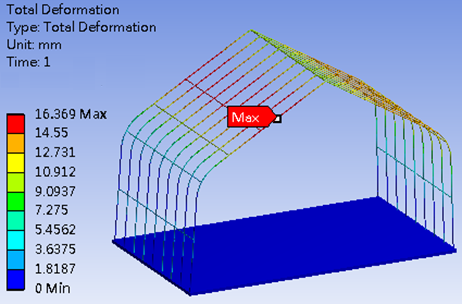 Total Deformation
Type: Total Deformation
Unit: mm
Time: 1
16.369 Max
14.55
12.731
10.912
9.0937
7.275
5.4562
3.6375
1.8187
0 Min
Max